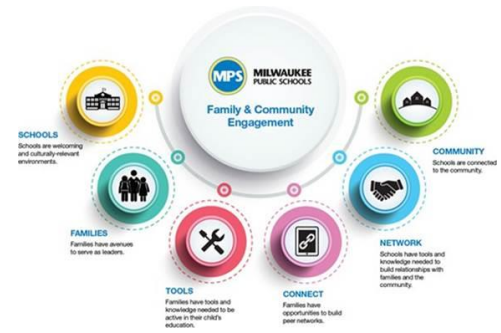 MPS
MILWAUKEE
PUBLIC SCHOOLS
Family & Community
Engagement
SCHOOLS
Schools are welcoming
and culturally-relevant
environments.
FAMILIES
Families have avenues
to serve as leaders.
TOOLS
Families have tools and
knowledge needed to be
active in their child's
education.
CONNECT
Families have
opportunities to build
peer networks.
NETWORK
Schools have tools and
knowledge needed to
build relationships with
families and the
community.
COMMUNITY
Schools are connected
to the community.